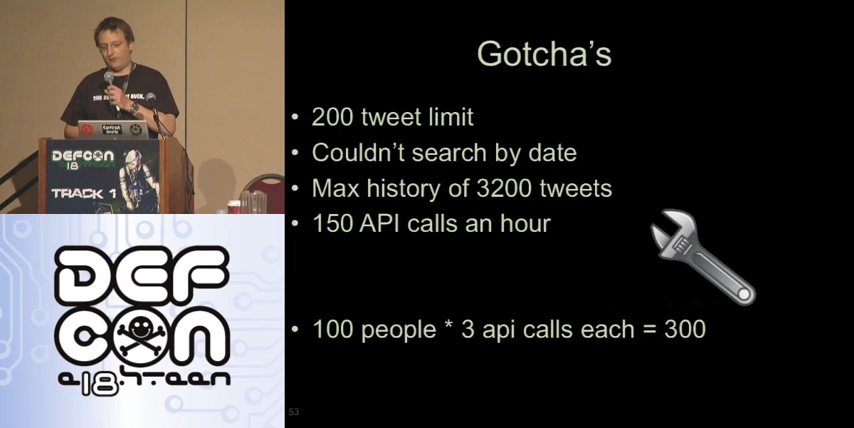 Gotcha's
• 200 tweet limit
• Couldn't search by date
• Max history of 3200 tweets
• 150 API calls an hour
• 100 people * 3 api calls each = 300
53
DEFCON
18
TRACK 1
DEF
CON
e18hteen